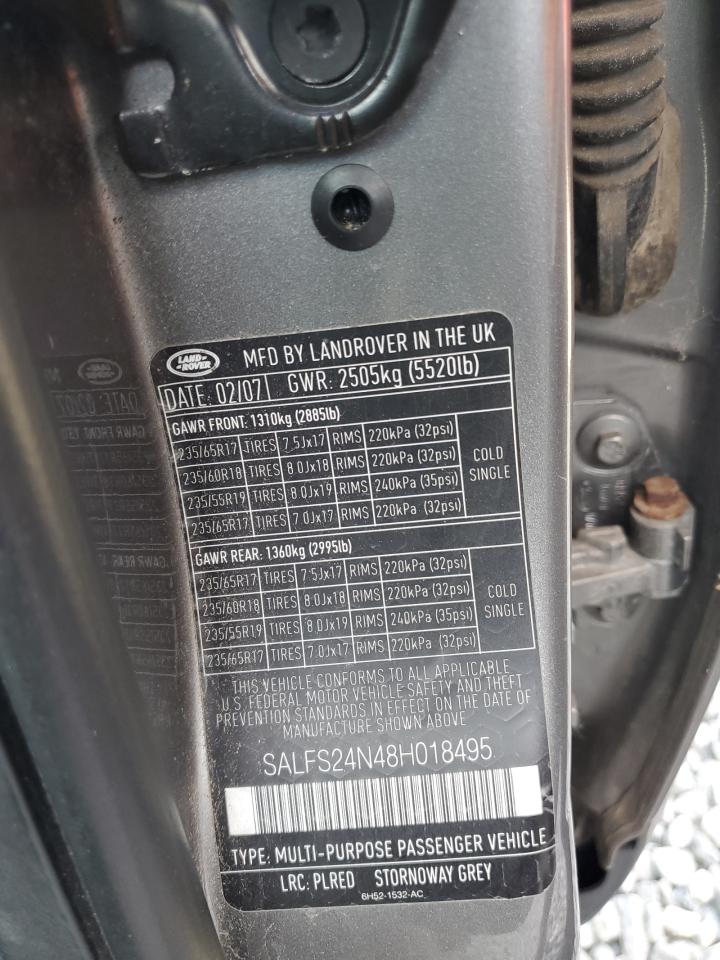 LAND-ROVER MFD BY LANDROVER IN THE UK
DATE: 02/07 GWR: 2505kg (5520lb)
GAWR FRONT: 1310kg (2885lb)
235/65R17 TIRES 7.5Jx17 RIMS 220kPa (32psi)
235/60R18 TIRES 8.0Jx18 RIMS 220kPa (32psi)
235/55R19 TIRES 8.0Jx19 RIMS 240kPa (35psi)
235/65R17 TIRES 7.0Jx17 RIMS 220kPa (32psi)
COLD
SINGLE
GAWR REAR: 1360kg (2995lb)
235/65R17 TIRES 7.5Jx17 RIMS 220kPa (32psi)
235/60R18 TIRES 8.0Jx18 RIMS 220kPa (32psi)
235/55R19 TIRES 8.0Jx19 RIMS 240kPa (35psi)
235/65R17 TIRES 7.0Jx17 RIMS 220kPa (32psi)
COLD
SINGLE
THIS VEHICLE CONFORMS TO ALL APPLICABLE
U.S. FEDERAL MOTOR VEHICLE SAFETY AND THEFT
PREVENTION STANDARDS IN EFFECT ON THE DATE OF
MANUFACTURE SHOWN ABOVE
SALFS24N48H018495
TYPE: MULTI-PURPOSE PASSENGER VEHICLE
LRC: PLRED STORNOWAY GREY
6H52-1532-AC